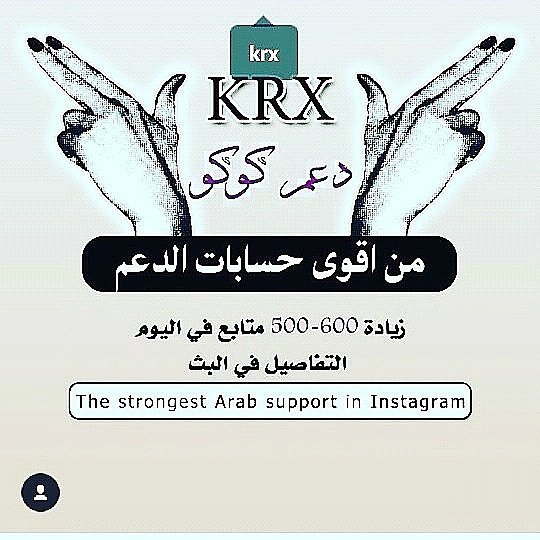 krx
KRX
دعم كوكو
من اقوى حسابات الدعم
زيادة 600-500 متابع في اليوم
التفاصيل في البث
The strongest Arab support in Instagram